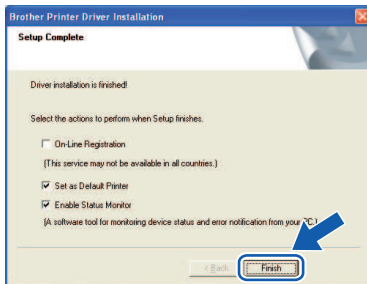 Brother Printer Driver Installation
Setup Complete
Driver installation is finished!
Select the actions to perform when Setup finishes.
On-Line Registration
(This service may not be available in all countries.)
Set as Default Printer
Enable Status Monitor
(A software tool for monitoring device status and error notification from your PC.)
< Back
Finish